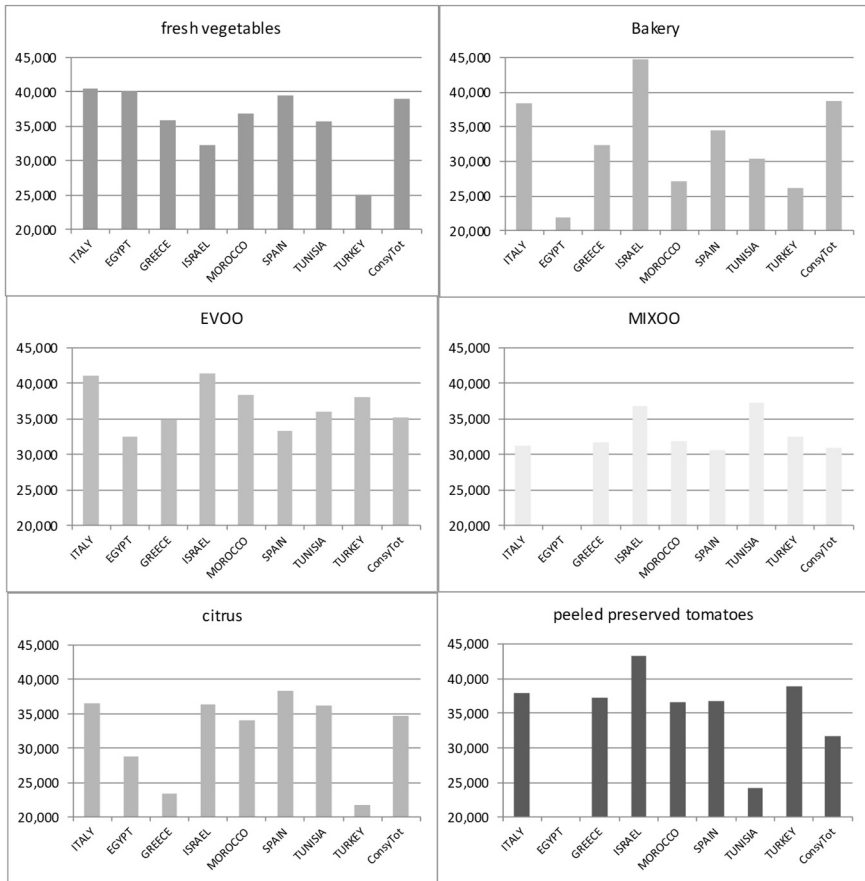 fresh vegetables
45,000
40,000
35,000
30,000
25,000
20,000
ITALY
EGYPT
GREECE
ISRAEL
MOROCCO
SPAIN
TUNISIA
TURKEY
ConsyTot
Bakery
45,000
40,000
35,000
30,000
25,000
20,000
ITALY
EGYPT
GREECE
ISRAEL
MOROCCO
SPAIN
TUNISIA
TURKEY
ConsyTot
EVOO
45,000
40,000
35,000
30,000
25,000
20,000
ITALY
EGYPT
GREECE
ISRAEL
MOROCCO
SPAIN
TUNISIA
TURKEY
ConsyTot
MIXOO
45,000
40,000
35,000
30,000
25,000
20,000
ITALY
EGYPT
GREECE
ISRAEL
MOROCCO
SPAIN
TUNISIA
TURKEY
ConsyTot
citrus
45,000
40,000
35,000
30,000
25,000
20,000
ITALY
EGYPT
GREECE
ISRAEL
MOROCCO
SPAIN
TUNISIA
TURKEY
ConsyTot
peeled preserved tomatoes
45,000
40,000
35,000
30,000
25,000
20,000
ITALY
EGYPT
GREECE
ISRAEL
MOROCCO
SPAIN
TUNISIA
TURKEY
ConsyTot